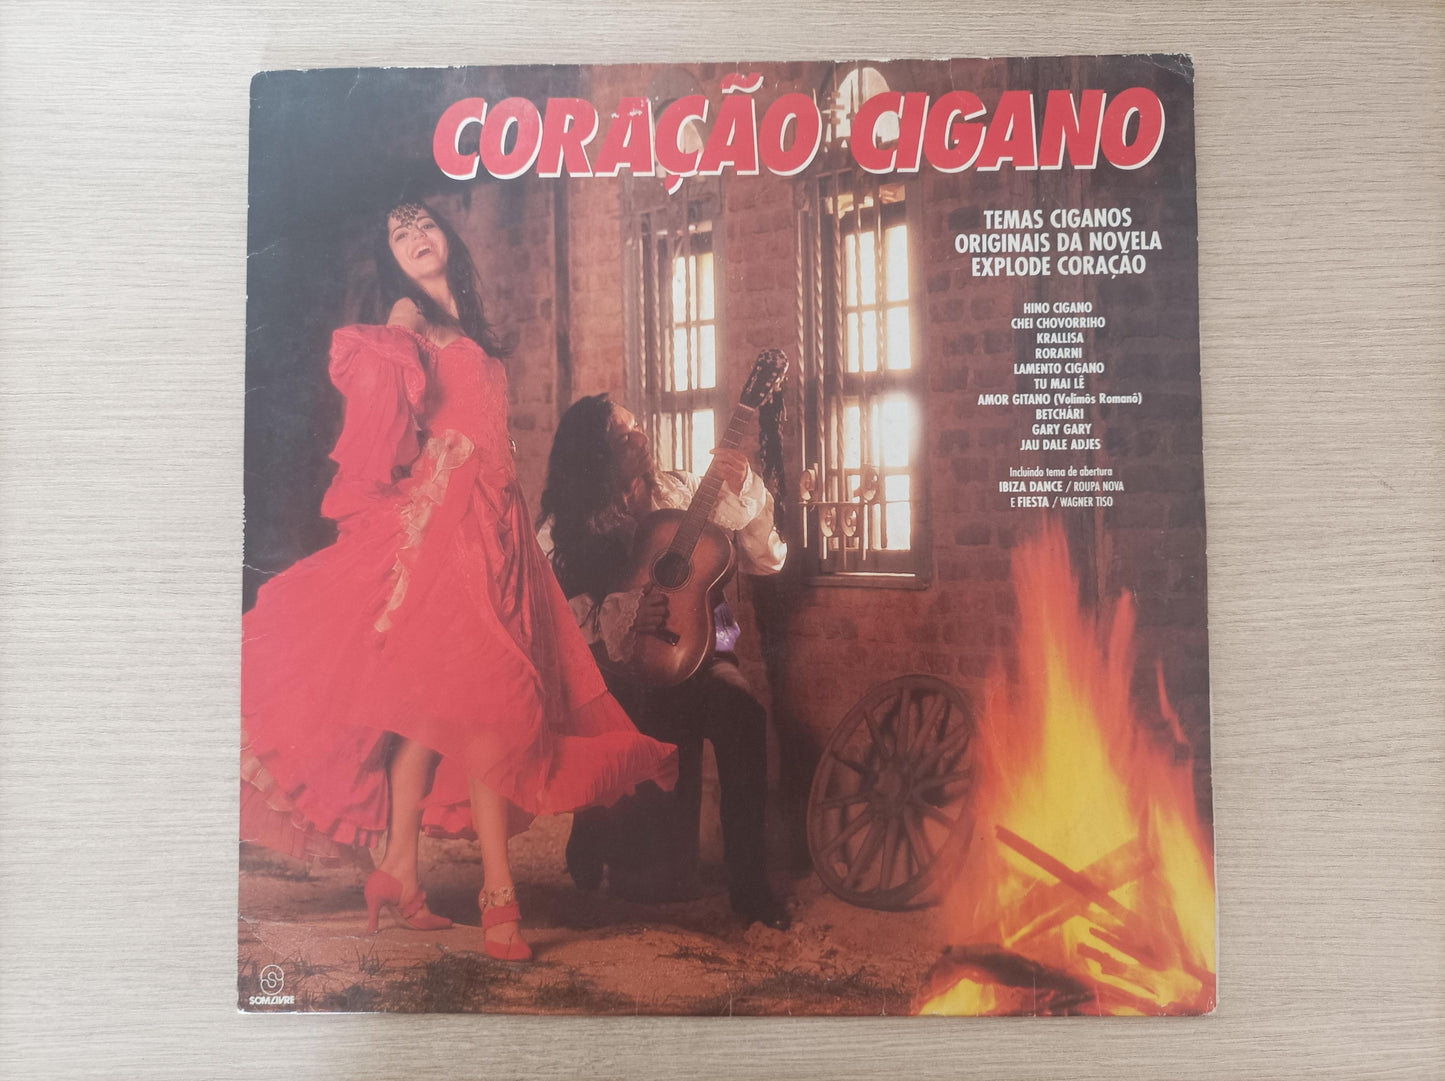 CORAÇÃO CIGANO
TEMAS CIGANOS
ORIGINAIS DA NOVELA
EXPLODE CORAÇÃO
HINO CIGANO
CHEI CHOVORRIHO
KRALLISA
RORARNI
LAMENTO CIGANO
TU MAI LÊ
AMOR GITANO (Volimôs Romanô)
BETCHÁRI
GARY GARY
JAU DALE ADJES
Incluindo tema de abertura
IBIZA DANCE / ROUPA NOVA
E FIESTA / WAGNER TISO
SOM LIVRE